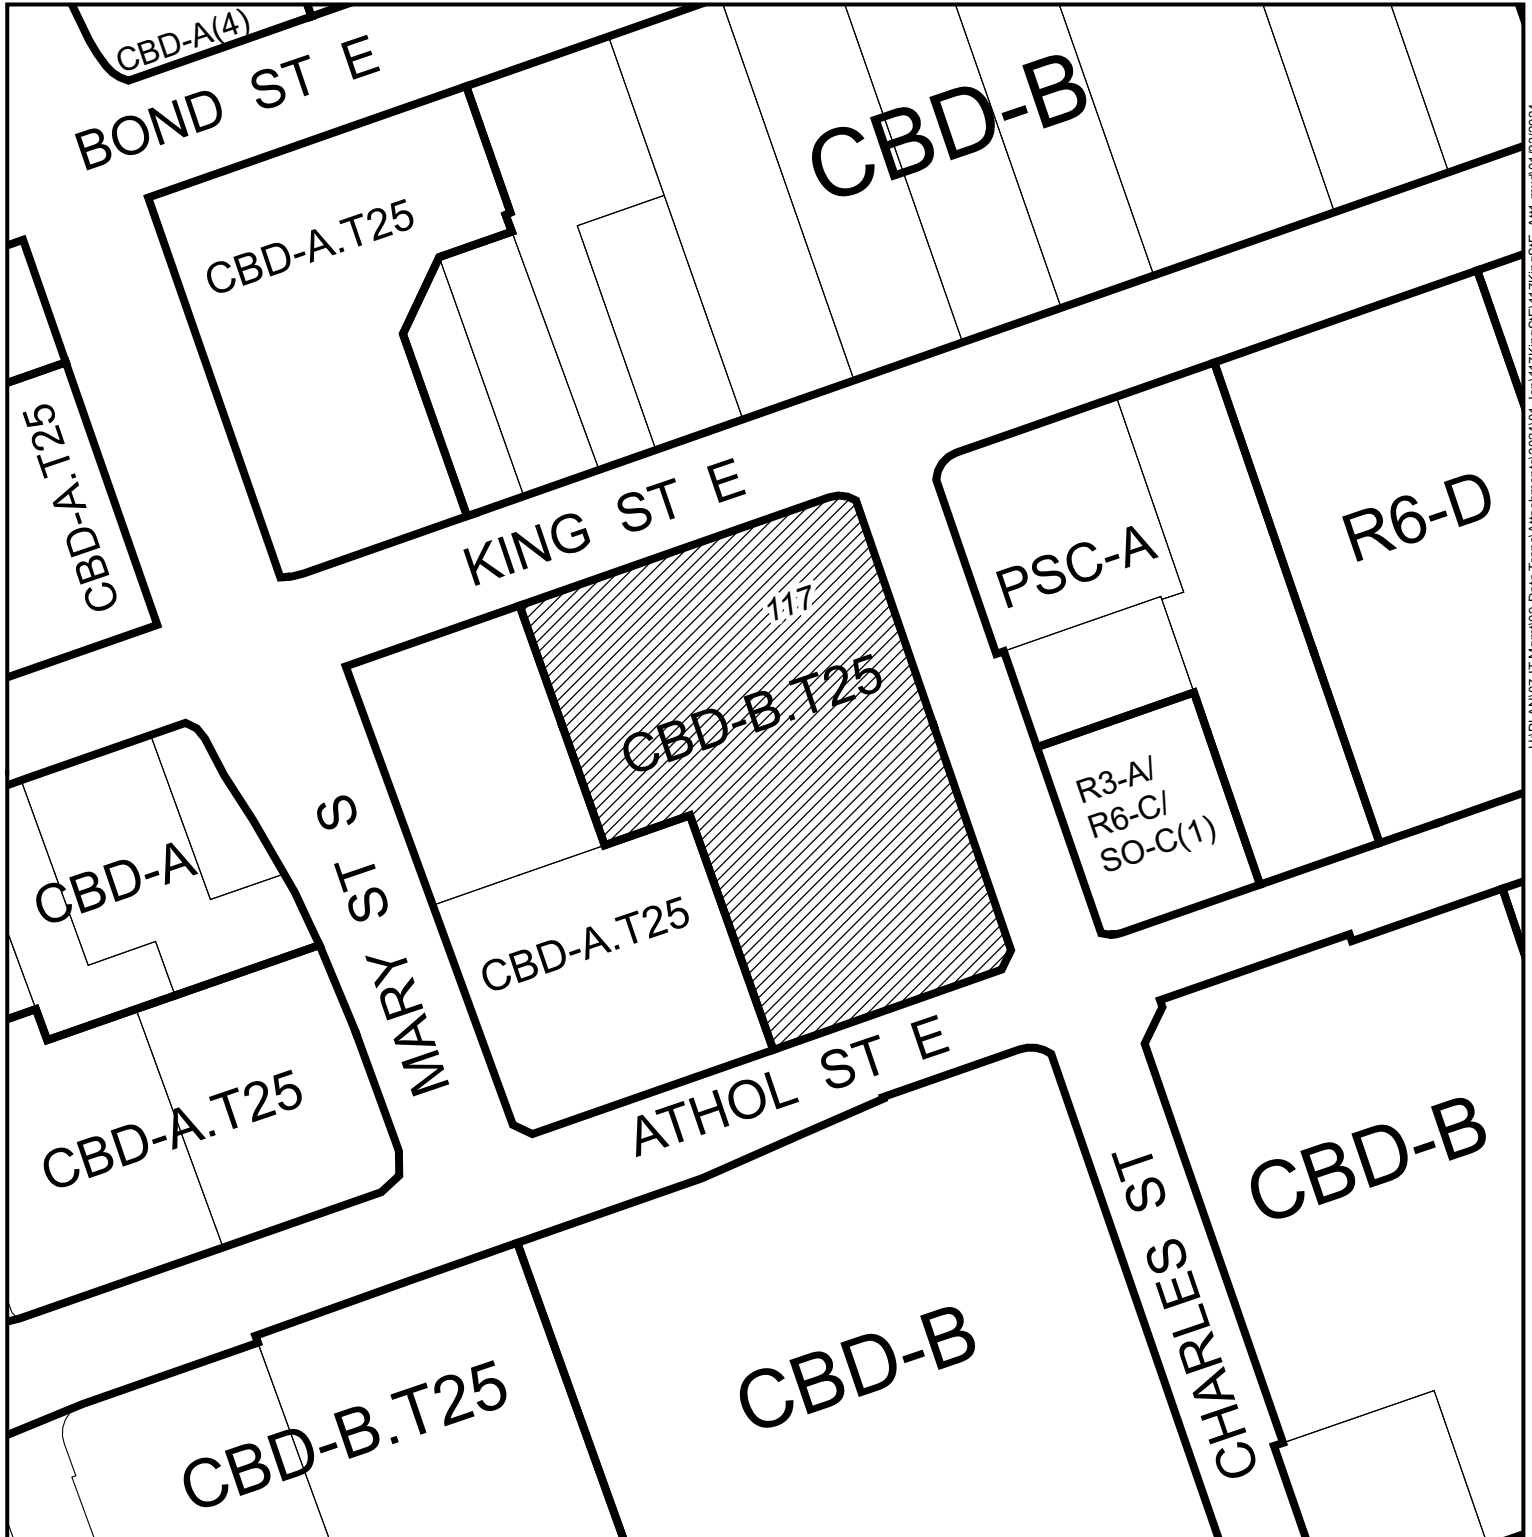 CBD-A(4)
BOND ST E
CBD-B
CBD-A.T25
CBD-A.T25
KING ST E
PSC-A
R6-D
117
CBD-B.T25
R3-A/
R6-C/
SO-C(1)
CBD-A
MARY ST S
CBD-A.T25
ATHOL ST E
CBD-A.T25
CHARLES ST
CBD-B
CBD-B
CBD-B.T25